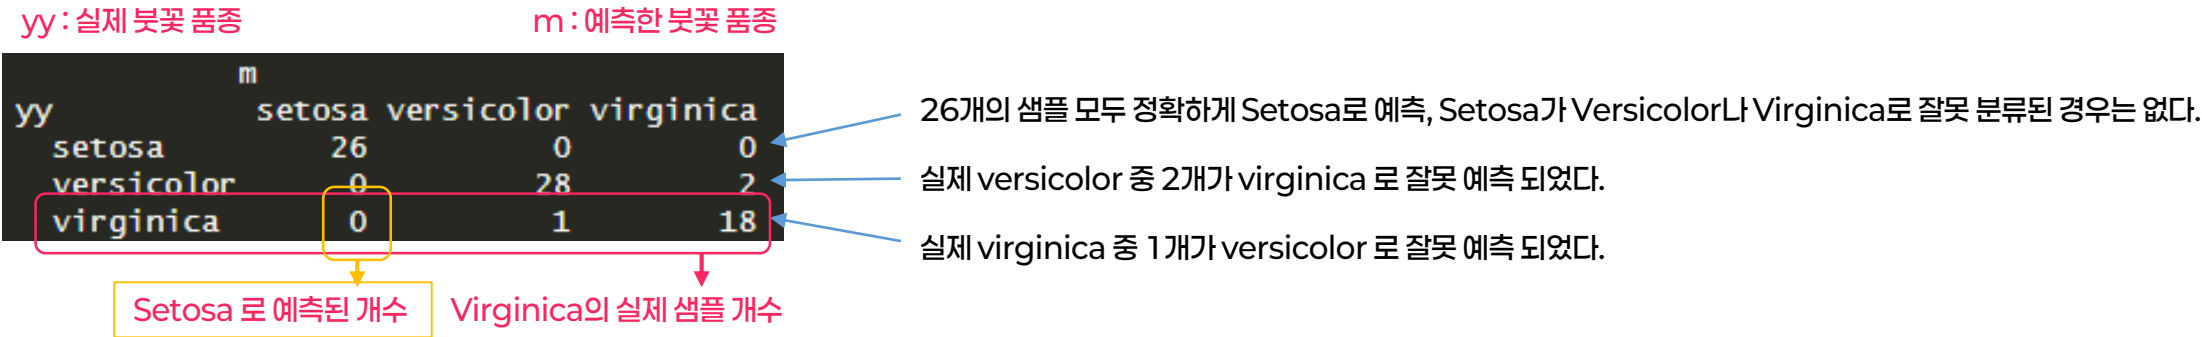 yy : 실제 붓꽃 품종
m : 예측한 붓꽃 품종
m
yy setosa versicolor virginica
setosa 26 0 0
versicolor 0 28 2
virginica 0 1 18
26개의 샘플 모두 정확하게 Setosa로 예측, Setosa가 Versicolor나 Virginica로 잘못 분류된 경우는 없다.
실제 versicolor 중 2개가 virginica 로 잘못 예측 되었다.
실제 virginica 중 1개가 versicolor 로 잘못 예측 되었다.
Setosa 로 예측된 개수
Virginica의 실제 샘플 개수